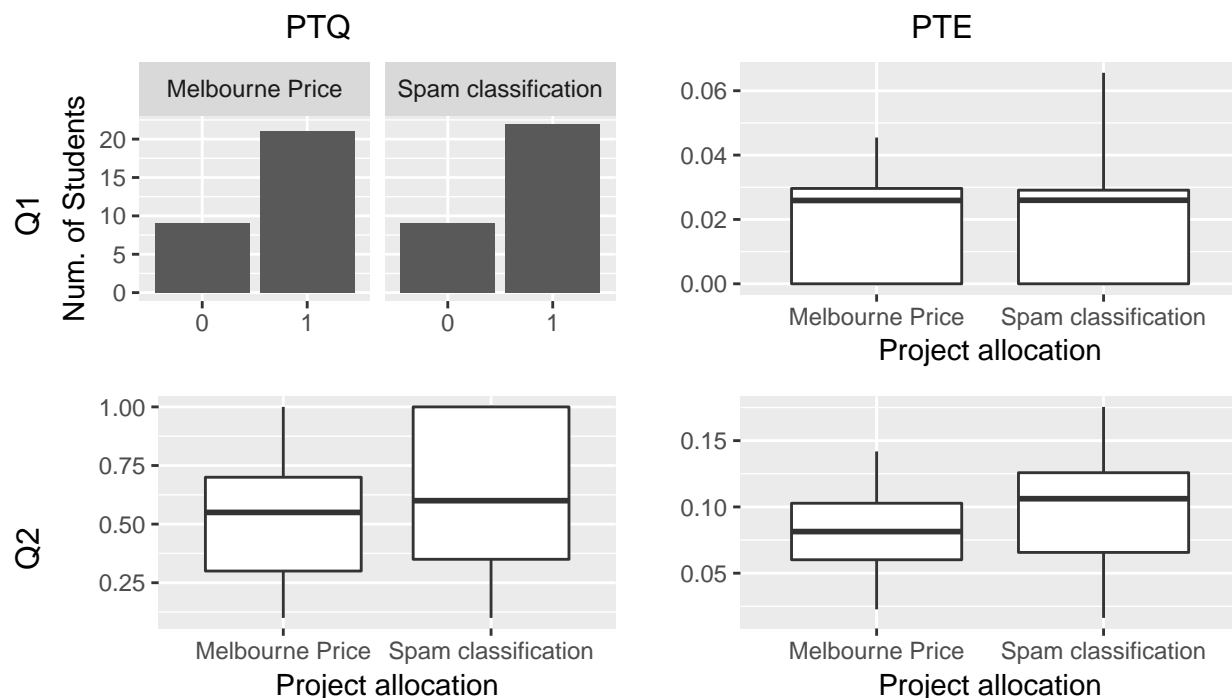 PTQ
PTE
Melbourne Price
Spam classification
Q1
Num. of Students
20
15
10
5
0
0
1
0
1
0.06
0.04
0.02
0.00
Melbourne Price
Spam classification
Project allocation
Q2
1.00
0.75
0.50
0.25
Melbourne Price
Spam classification
Project allocation
0.15
0.10
0.05
Melbourne Price
Spam classification
Project allocation